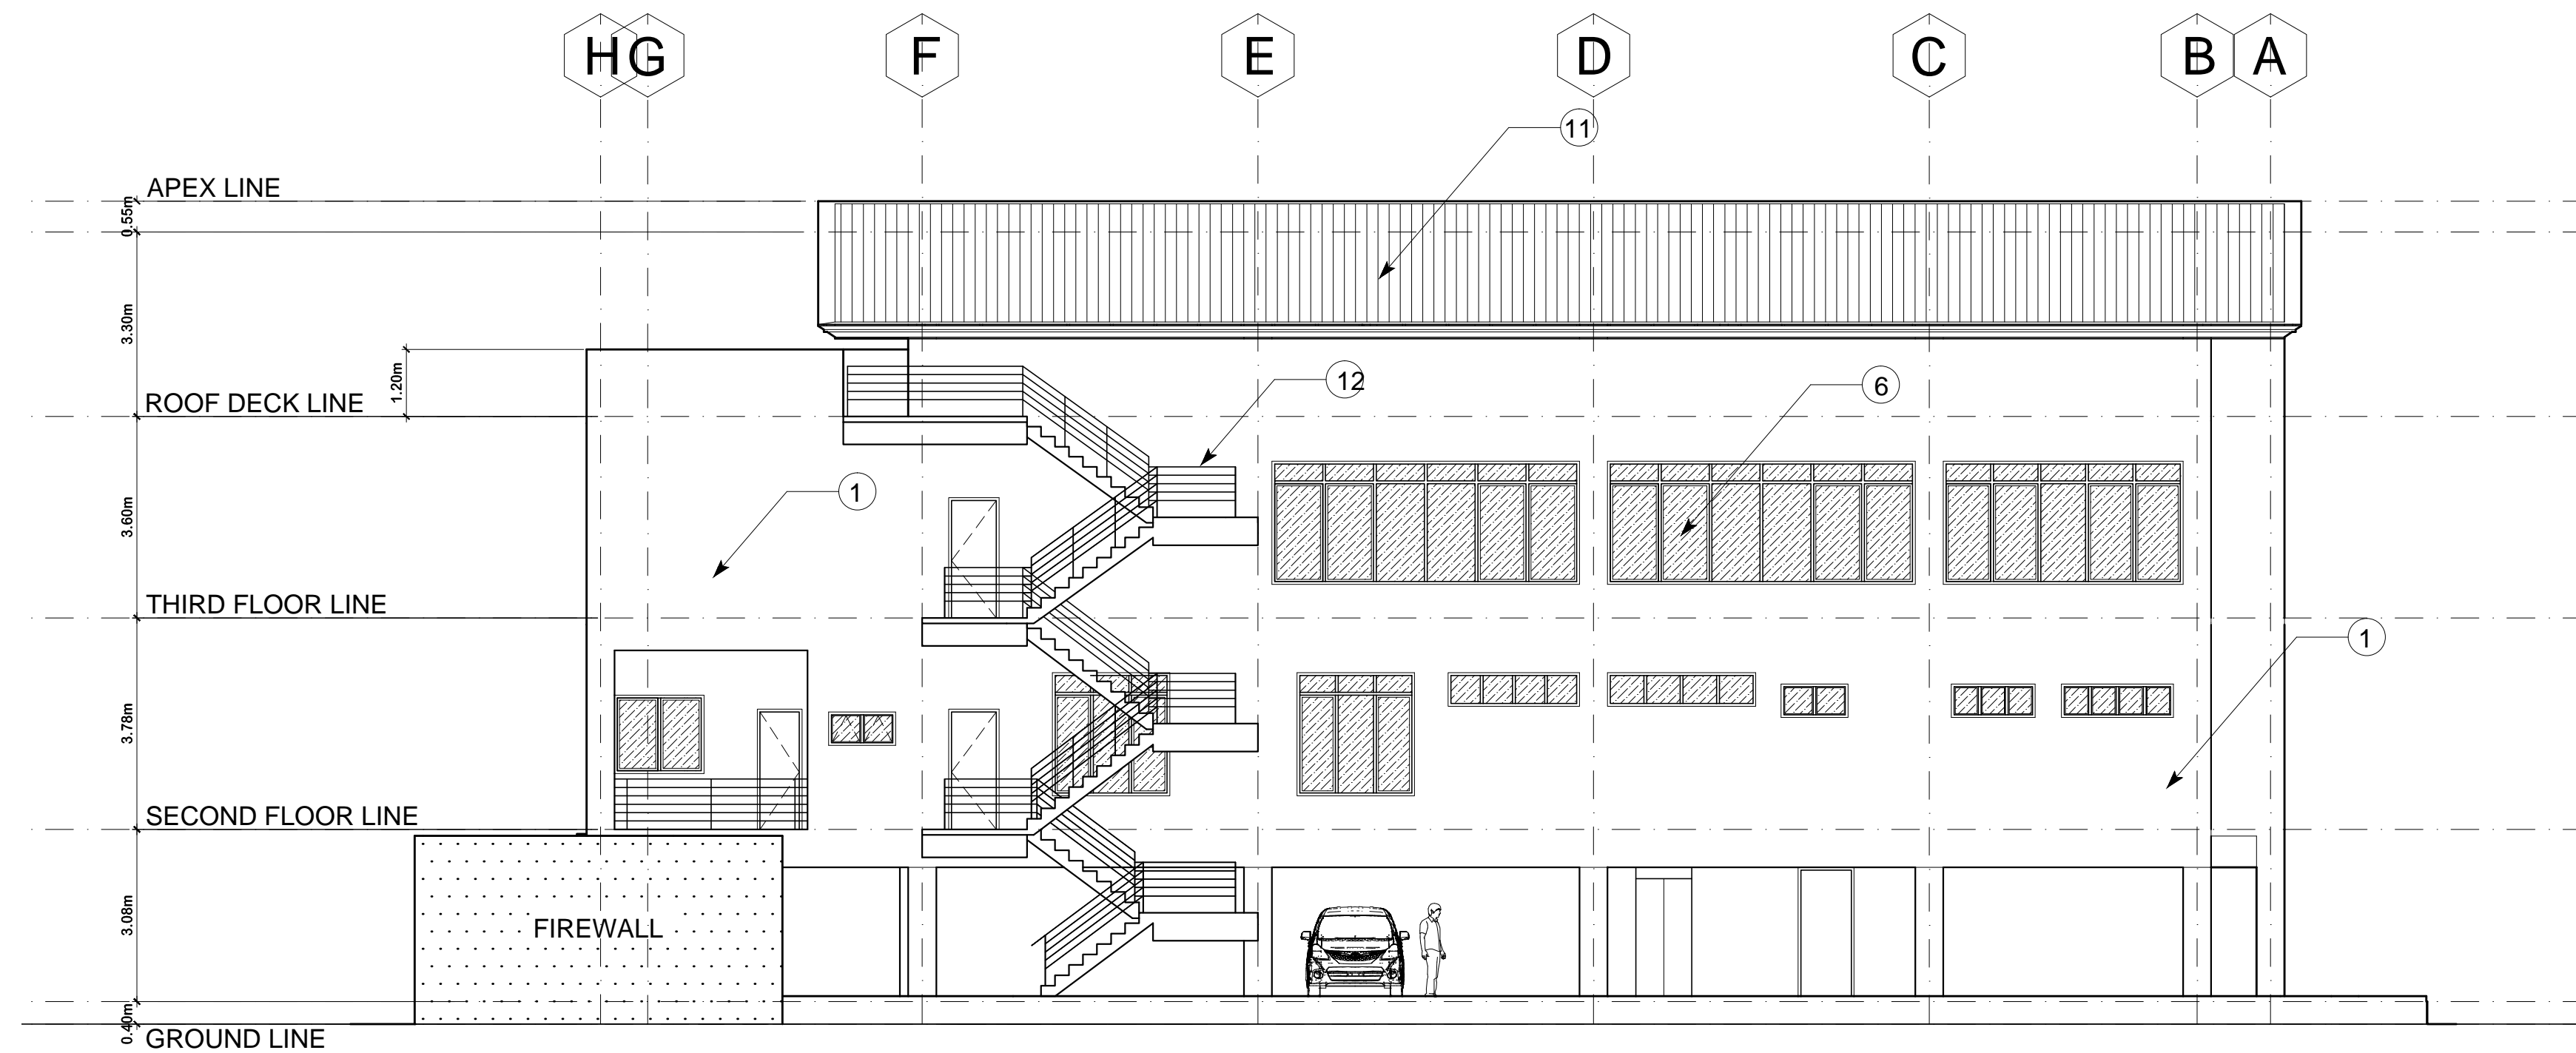 H G F E D C B A
11
APEX LINE
0.55m
3.30m
1.20m
12
6
ROOF DECK LINE
1
3.60m
THIRD FLOOR LINE
1
3.78m
SECOND FLOOR LINE
3.08m
FIREWALL
0.40m
GROUND LINE